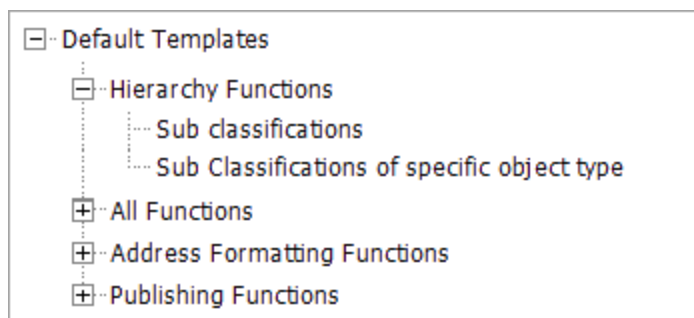 Default Templates
Hierarchy Functions
Sub classifications
Sub Classifications of specific object type
All Functions
Address Formatting Functions
Publishing Functions